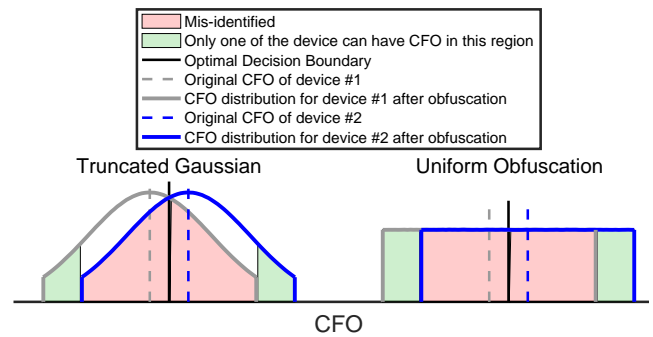 Mis-identified
Only one of the device can have CFO in this region
Optimal Decision Boundary
Original CFO of device #1
CFO distribution for device #1 after obfuscation
Original CFO of device #2
CFO distribution for device #2 after obfuscation
Truncated Gaussian
Uniform Obfuscation
CFO